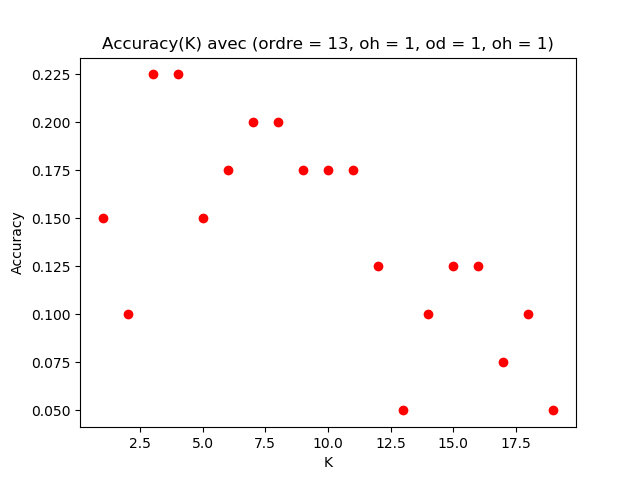 Accuracy(K) avec (ordre = 13, oh = 1, od = 1, oh = 1)
0.225
0.200
0.175
0.150
0.125
0.100
0.075
0.050
Accuracy
2.5 5.0 7.5 10.0 12.5 15.0 17.5
K